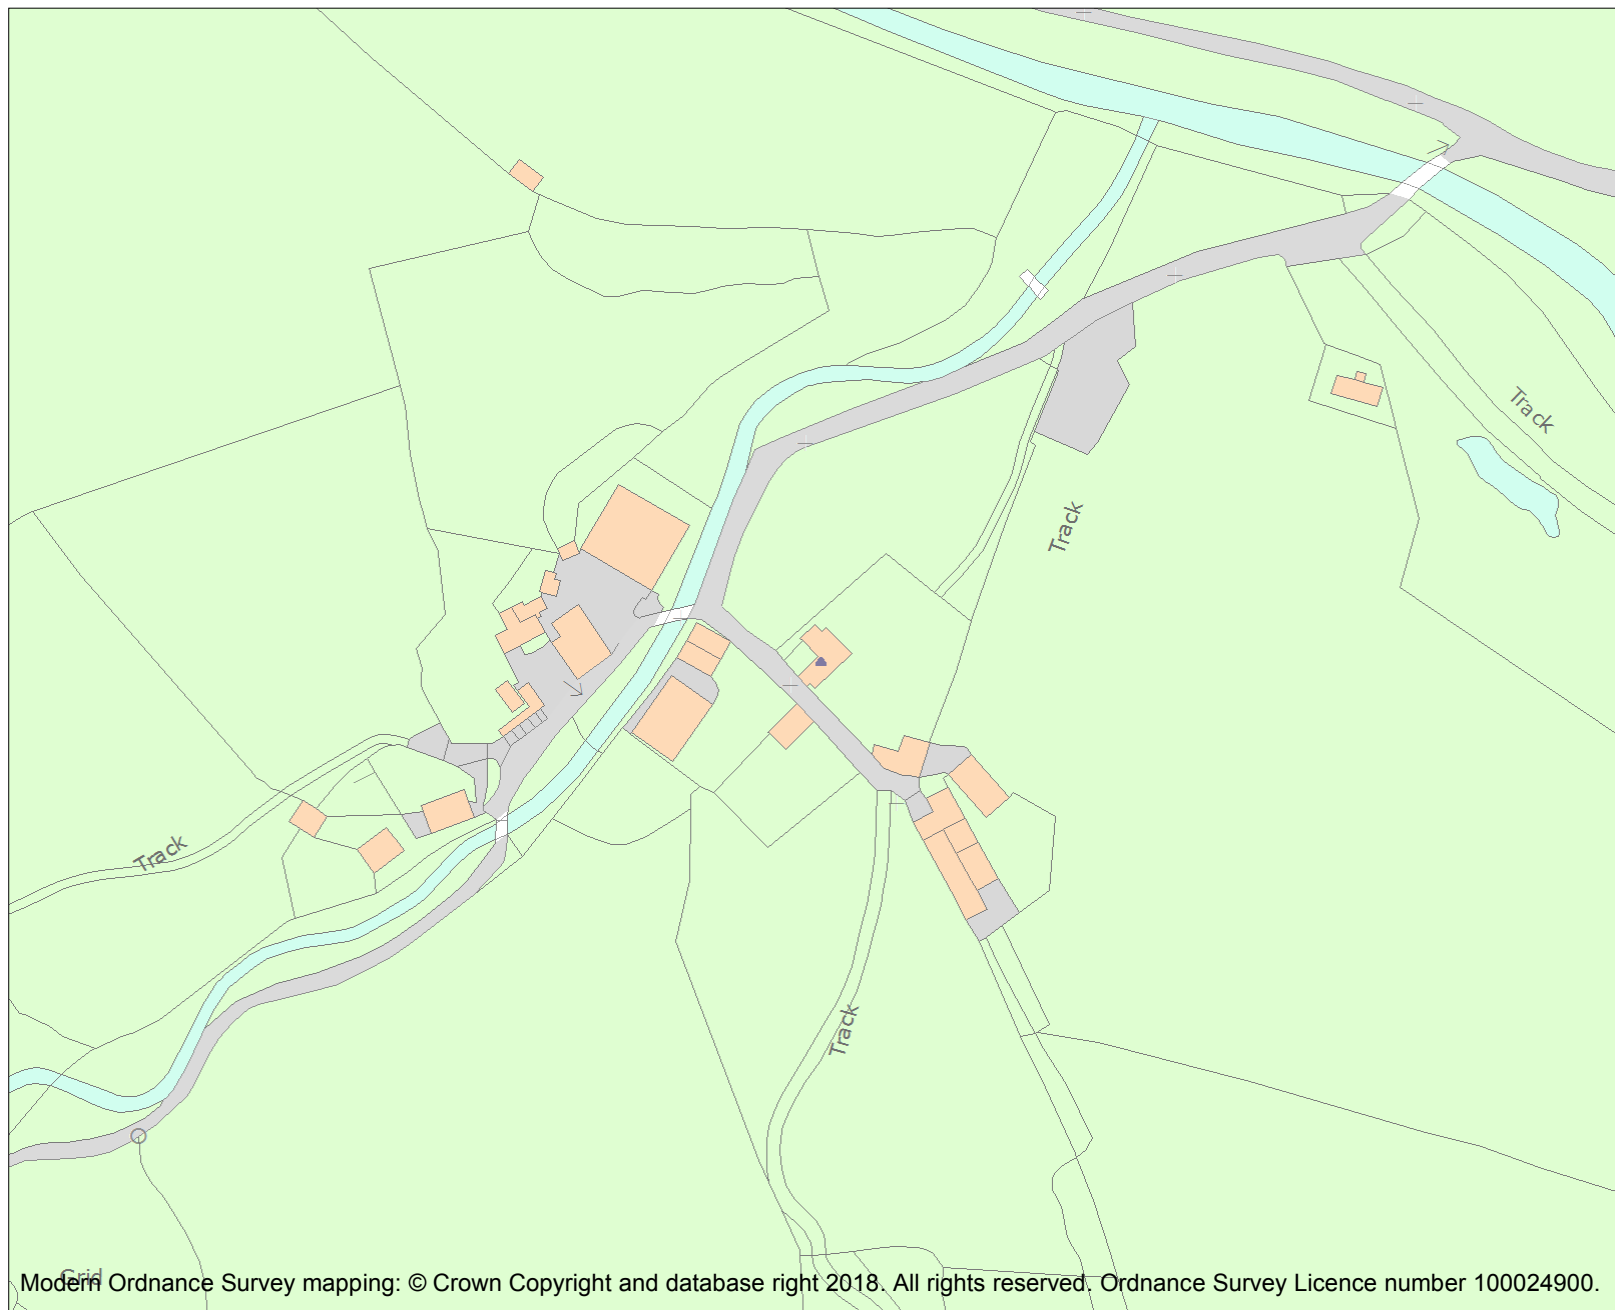 Track
Track
Track
Track
Grid
Modern Ordnance Survey mapping: © Crown Copyright and database right 2018. All rights reserved. Ordnance Survey Licence number 100024900.